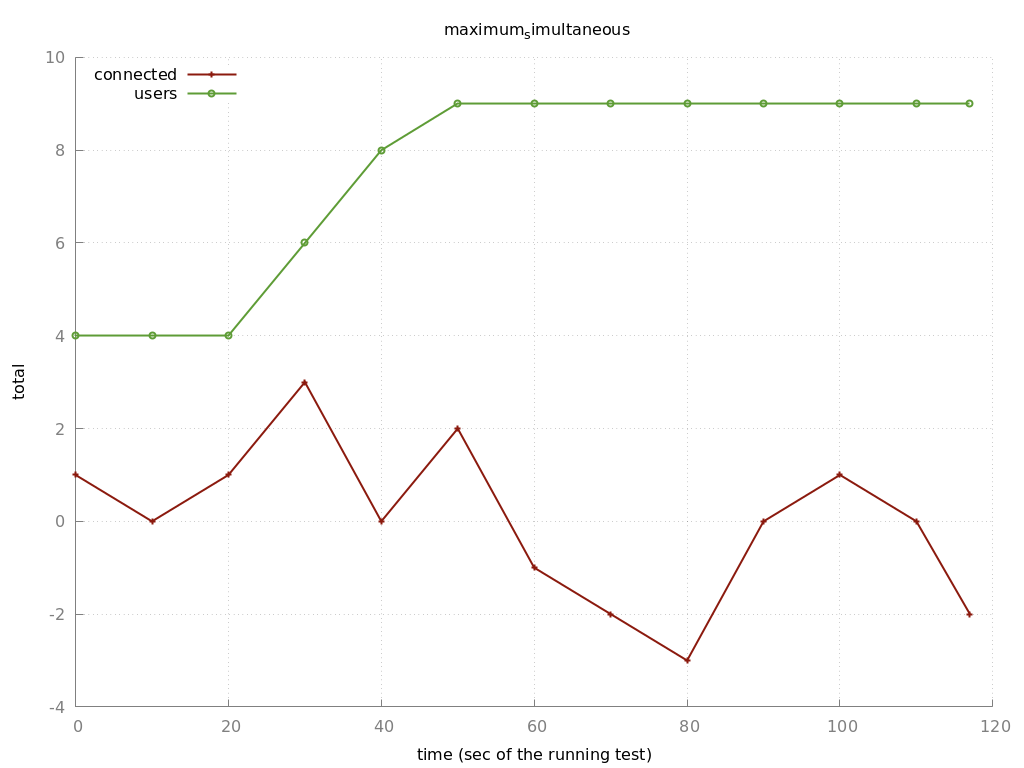 maximum_simultaneous
10
connected
users
8
6
4
2
0
-2
-4
total
0 20 40 60 80 100 120
time (sec of the running test)